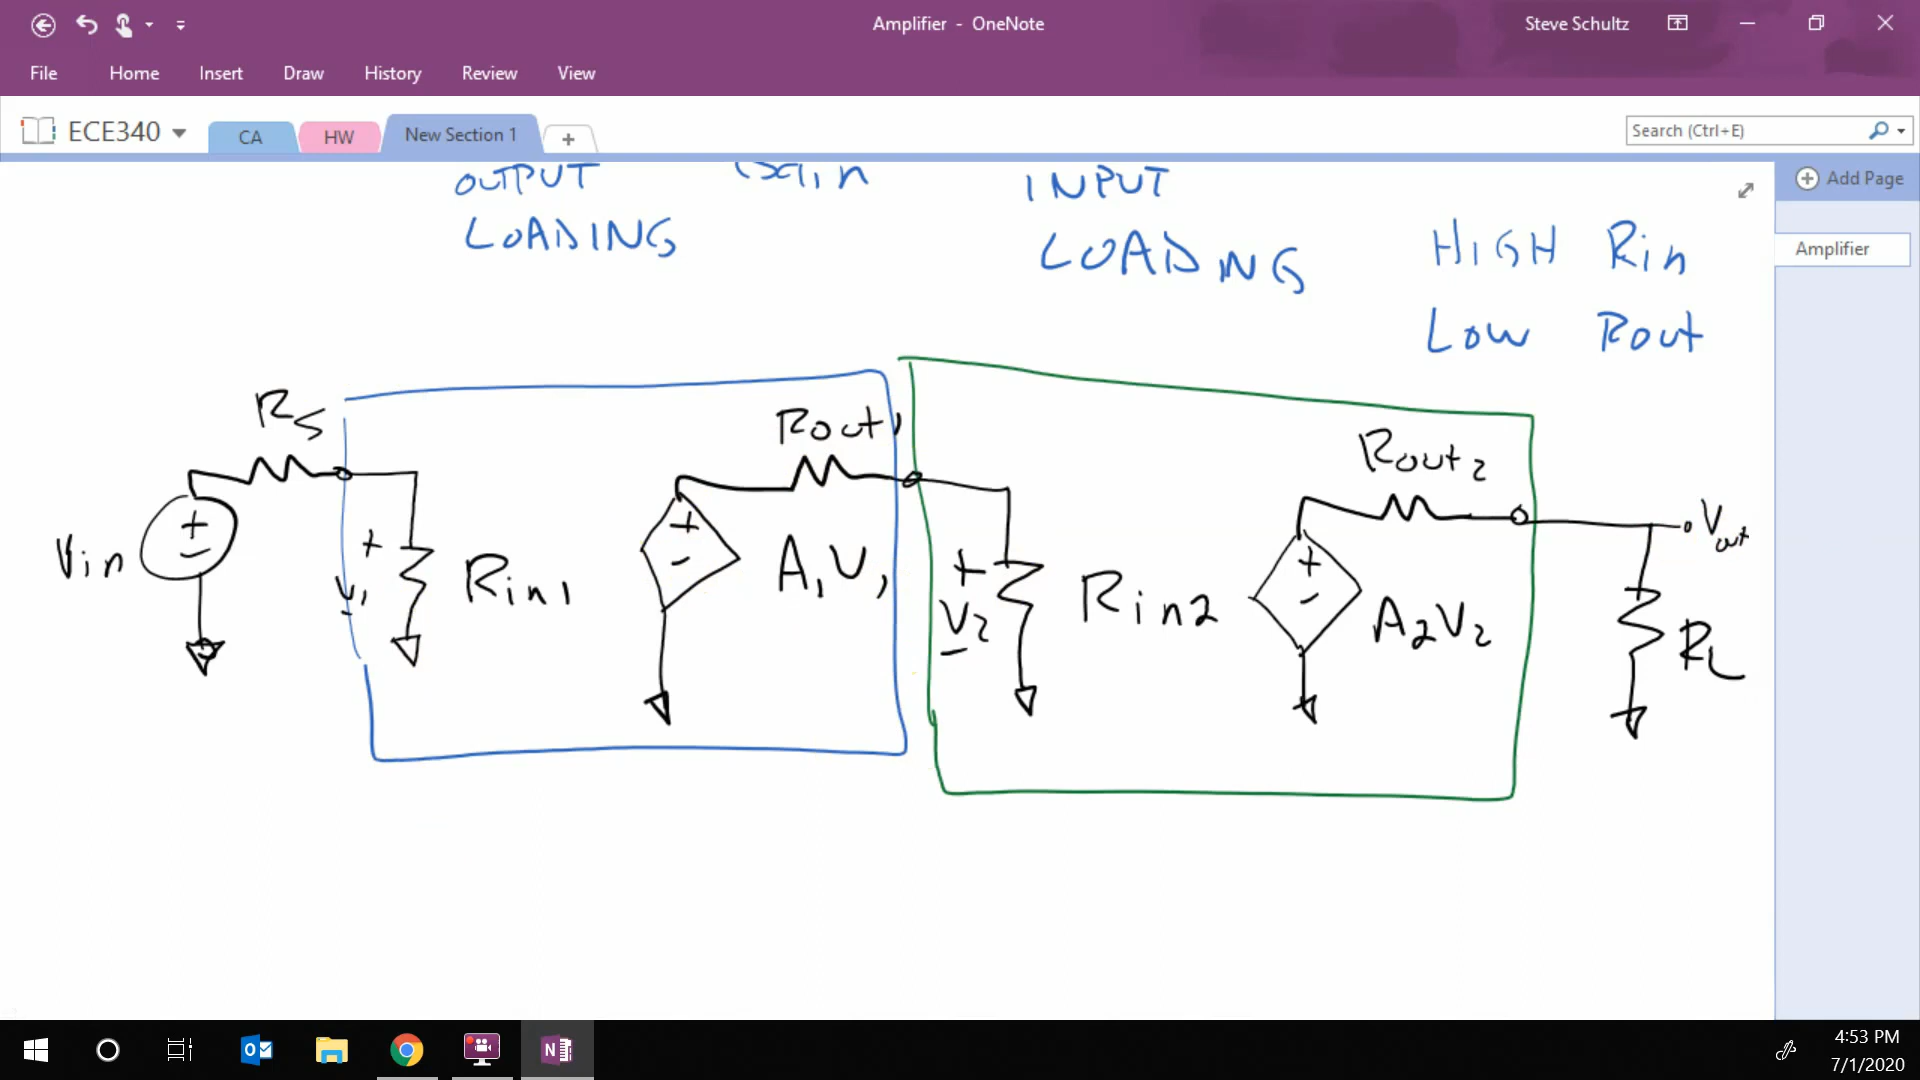 Amplifier - OneNote
Steve Schultz
File Home Insert Draw History Review View
ECE340 CA HW New Section 1 +
Search (Ctrl+E)
Add Page
Amplifier
OUTPUT Gain INPUT
LOADING LOADING
HIGH Rin
Low Rout
Rs Rout1 Rout2
Vin + - + V1 Rin1 + - A1V1 + V2 Rin2 + - A2V2 Vout RL
4:53 PM
7/1/2020